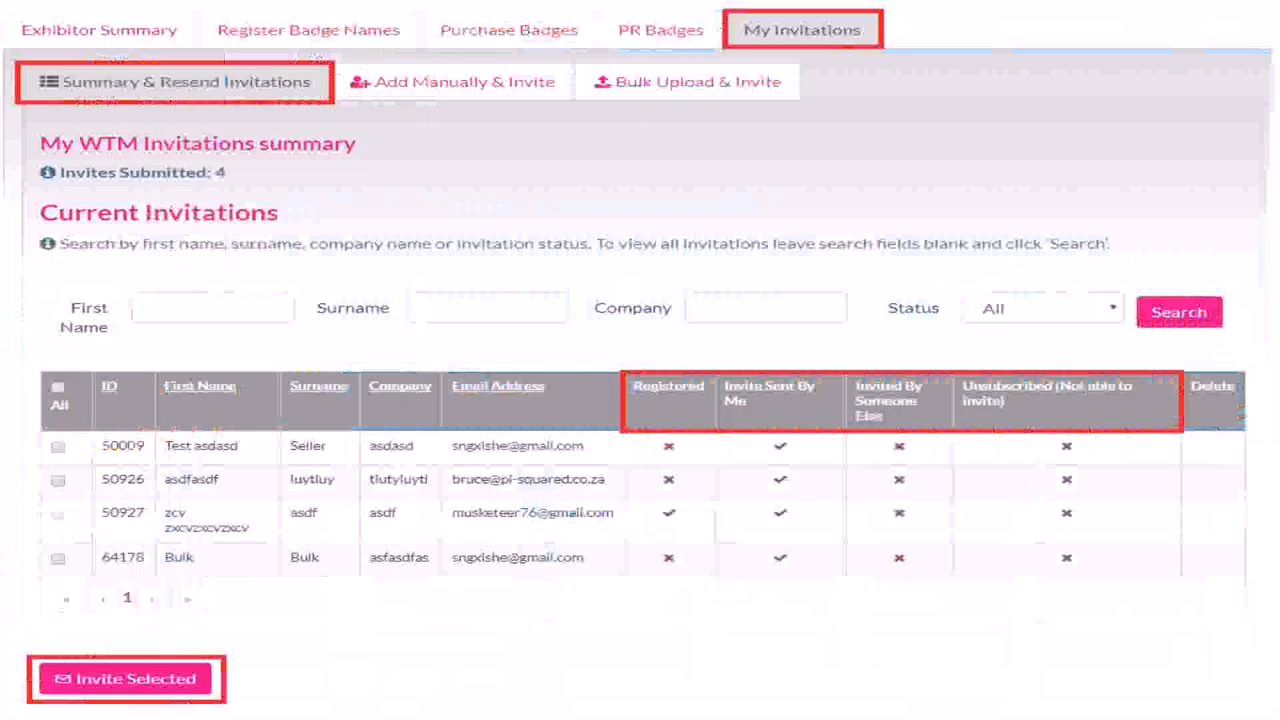 Exhibitor Summary Register Badge Names Purchase Badges PR Badges My Invitations
Summary & Resend Invitations Add Manually & Invite Bulk Upload & Invite
My WTM Invitations summary
Invites Submitted: 4
Current Invitations
Search by first name, surname, company name or invitation status. To view all invitations leave search fields blank and click 'Search'.
First Name Surname Company Status All Search
All ID First Name Surname Company Email Address Registered Invite Sent By Me Invited By Someone Else Unsubscribed (Not able to invite) Delete
50009 Test asdasd Seller asdasd sngxishe@gmail.com ✖ ✔ ✖ ✖
50926 asdfasdf luytluy tiutyiuyti bruce@pi-squared.co.za ✖ ✔ ✖ ✖
50927 zcv zxcvzxcvzxcv asdf asdf musketeer76@gmail.com ✔ ✔ ✖ ✖
64178 Bulk Bulk asfasdfas sngxishe@gmail.com ✖ ✔ ✖ ✖
« ‹ 1 › »
Invite Selected